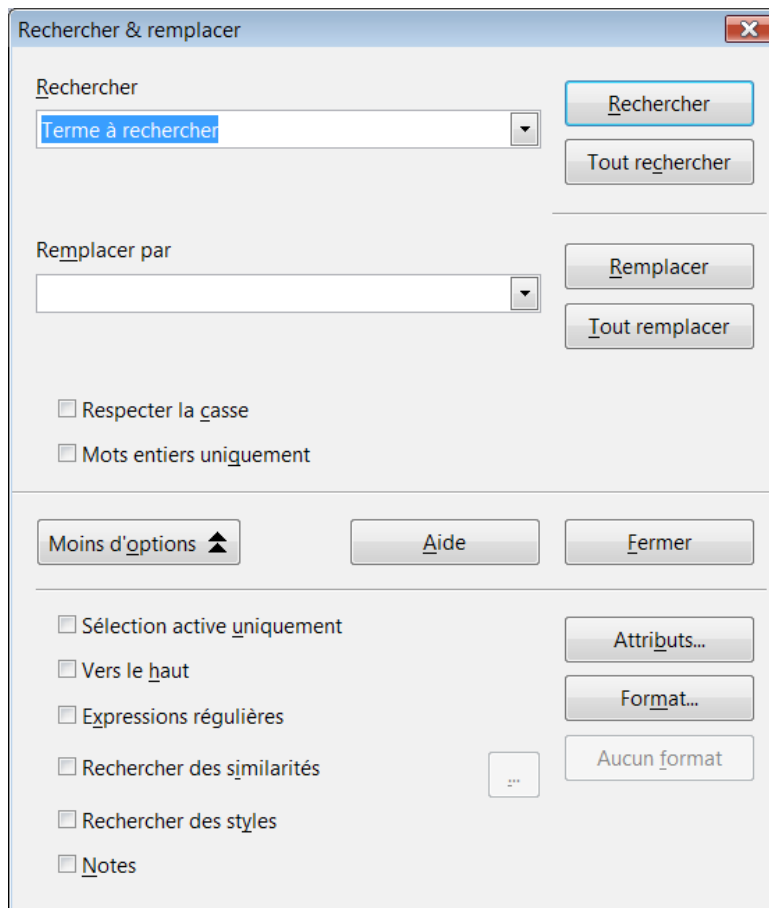 Rechercher & remplacer
Rechercher
Terme à rechercher
Rechercher
Tout rechercher
Remplacer par
Remplacer
Tout remplacer
Respecter la casse
Mots entiers uniquement
Moins d'options
Aide
Fermer
Sélection active uniquement
Vers le haut
Expressions régulières
Rechercher des similarités
...
Rechercher des styles
Notes
Attributs...
Format...
Aucun format